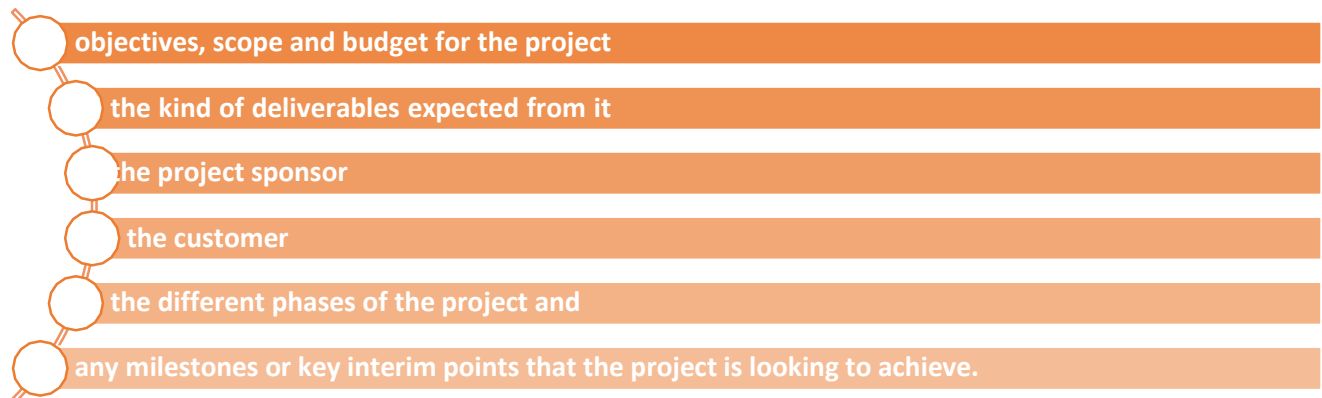 objectives, scope and budget for the project
the kind of deliverables expected from it
the project sponsor
the customer
the different phases of the project and
any milestones or key interim points that the project is looking to achieve.